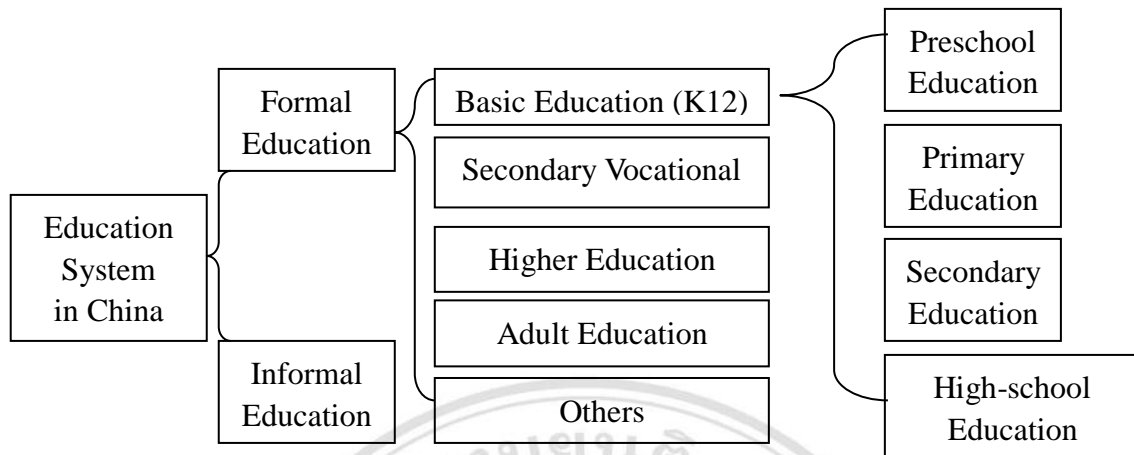 Education
System
in China
Formal
Education
Informal
Education
Basic Education (K12)
Secondary Vocational
Higher Education
Adult Education
Others
Preschool
Education
Primary
Education
Secondary
Education
High-school
Education